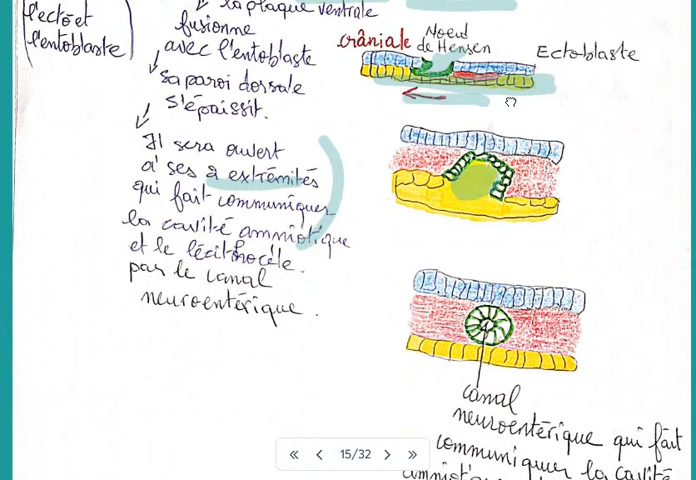 l'ecto et
l'entoblaste
la plaque ventrale
fusionne
avec l'entoblaste
Sa paroi dorsale
s'épaissit.
Il sera ouvert
à ses 2 extrémités
qui fait communiquer
la cavité amniotique
et le lécithocèle.
par le canal
neuroentérique.
crâniale
Noeud
de Hensen
Ectoblaste
canal
neuroentérique qui fait
communiquer la cavité
15/32